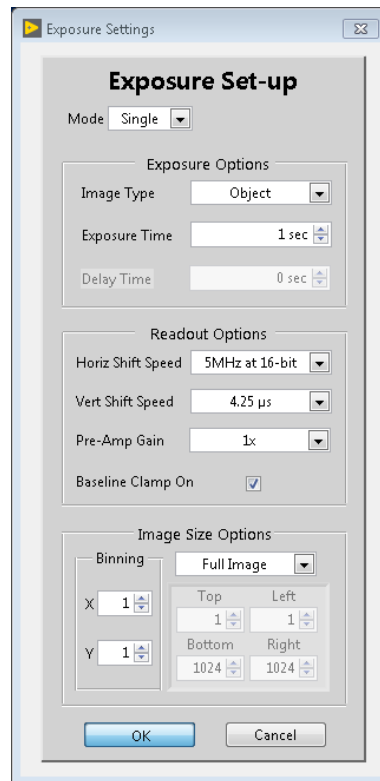 Exposure Settings
Exposure Set-up
Mode Single
Exposure Options
Image Type Object
Exposure Time 1 sec
Delay Time 0 sec
Readout Options
Horiz Shift Speed 5MHz at 16-bit
Vert Shift Speed 4.25 µs
Pre-Amp Gain 1x
Baseline Clamp On
Image Size Options
Binning Full Image
Top Left
X 1 1 1
Bottom Right
Y 1 1024 1024
OK Cancel